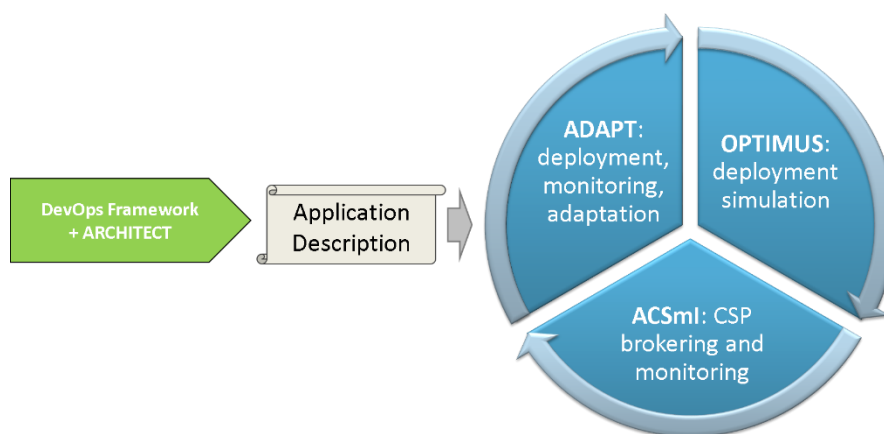 DevOps Framework
+ ARCHITECT
Application
Description
ADAPT:
deployment,
monitoring,
adaptation
OPTIMUS:
deployment
simulation
ACSmI: CSP
brokering and
monitoring